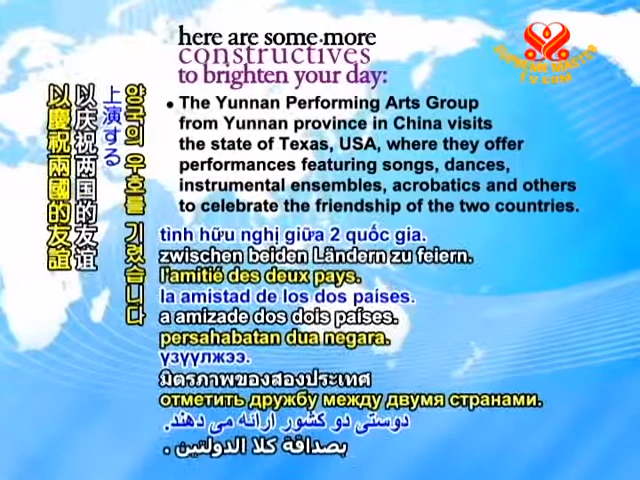 here are some more
constructives
to brighten your day:
SUPREME MASTER
TV.COM
• The Yunnan Performing Arts Group
from Yunnan province in China visits
the state of Texas, USA, where they offer
performances featuring songs, dances,
instrumental ensembles, acrobatics and others
to celebrate the friendship of the two countries.
以慶祝兩國的友誼
以庆祝两国的友谊
上演する
양국의 우호를 기렸습니다
tình hữu nghị giữa 2 quốc gia.
zwischen beiden Ländern zu feiern.
l'amitié des deux pays.
la amistad de los dos países.
a amizade dos dois países.
persahabatan dua negara.
үзүүлжээ.
มิตรภาพของสองประเทศ
отметить дружбу между двумя странами.
دوستی دو کشور ارائه می دهند.
بصداقة كلا الدولتين .